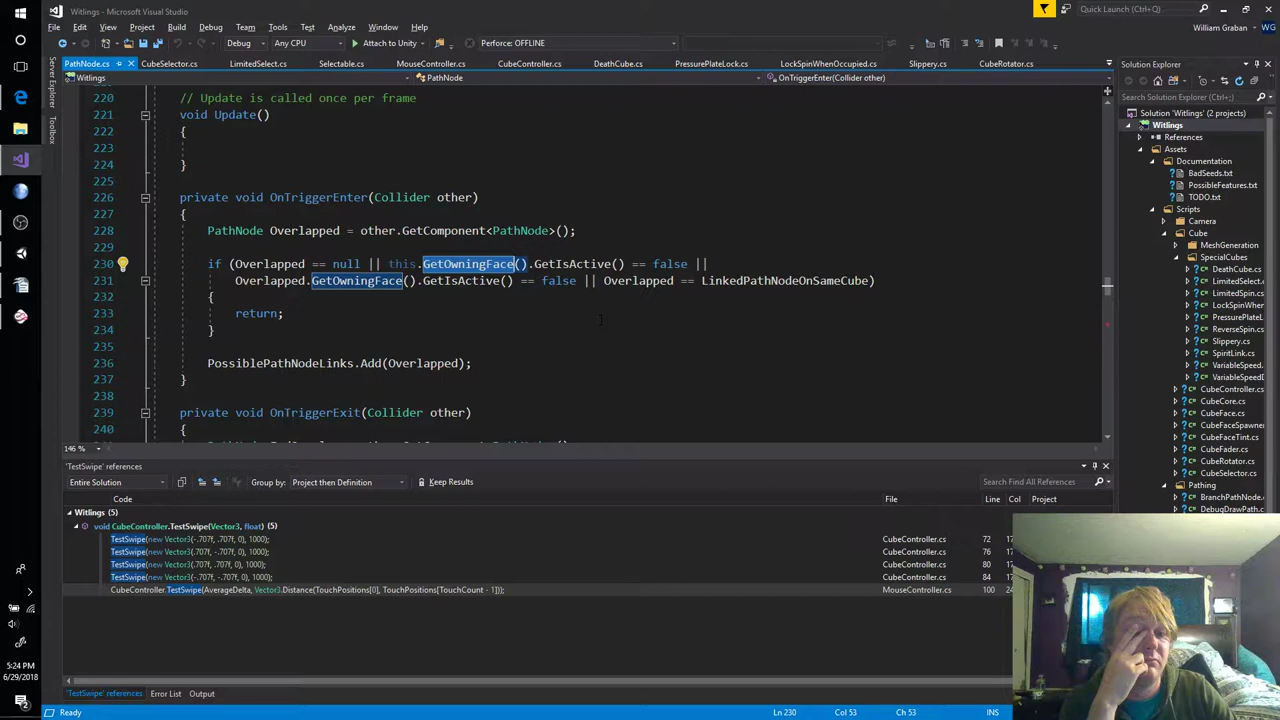 Witlings - Microsoft Visual Studio
Quick Launch (Ctrl+Q)
File Edit View Project Build Debug Team Tools Test Analyze Window Help
William Graban WG
Debug Any CPU Attach to Unity Perforce: OFFLINE
PathNode.cs CubeSelector.cs LimitedSelect.cs Selectable.cs MouseController.cs CubeController.cs DeathCube.cs PressurePlateLock.cs LockSpinWhenOccupied.cs Slippery.cs CubeRotator.cs
Witlings PathNode OnTriggerEnter(Collider other)
Server Explorer
Toolbox
220 // Update is called once per frame
221 void Update()
222 {
223
224 }
225
226 private void OnTriggerEnter(Collider other)
227 {
228 PathNode Overlapped = other.GetComponent<PathNode>();
229
230 if (Overlapped == null || this.GetOwningFace().GetIsActive() == false ||
231 Overlapped.GetOwningFace().GetIsActive() == false || Overlapped == LinkedPathNodeOnSameCube)
232 {
233 return;
234 }
235
236 PossiblePathNodeLinks.Add(Overlapped);
237 }
238
239 private void OnTriggerExit(Collider other)
240 {
146 %
'TestSwipe' references
Entire Solution Group by: Project then Definition Keep Results Search Find All References
Code File Line Col Project
Witlings (5)
void CubeController.TestSwipe(Vector3, float) (5)
TestSwipe(new Vector3(-.707f, .707f, 0), 1000); CubeController.cs 72 17
TestSwipe(new Vector3(.707f, -.707f, 0), 1000); CubeController.cs 76 17
TestSwipe(new Vector3(.707f, .707f, 0), 1000); CubeController.cs 80 17
TestSwipe(new Vector3(-.707f, -.707f, 0), 1000); CubeController.cs 84 17
CubeController.TestSwipe(AverageDelta, Vector3.Distance(TouchPositions[0], TouchPositions[TouchCount - 1])); MouseController.cs 100 24
'TestSwipe' references Error List Output
Ready Ln 230 Col 53 Ch 53 INS
Solution Explorer
Search Solution Explorer (Ctrl+;)
Solution 'Witlings' (2 projects)
Witlings
References
Assets
Documentation
BadSeeds.txt
PossibleFeatures.txt
TODO.txt
Scripts
Camera
Cube
MeshGeneration
SpecialCubes
DeathCube.cs
LimitedSelect.c
LimitedSpin.cs
LockSpinWhen
PressurePlateL
ReverseSpin.cs
Slippery.cs
SpiritLink.cs
VariableSpeed
VariableSpeedD
CubeController.cs
CubeCore.cs
CubeFace.cs
CubeFaceSpawne
CubeFaceTint.cs
CubeFader.cs
CubeRotator.cs
CubeSelector.cs
Pathing
BranchPathNode.c
DebugDrawPath.c
5:24 PM
6/29/2018
2